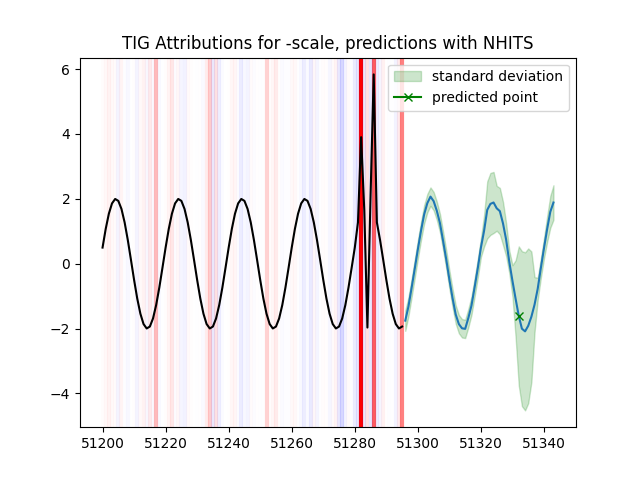 TIG Attributions for -scale, predictions with NHITS
standard deviation
predicted point
6
4
2
0
−2
−4
51200 51220 51240 51260 51280 51300 51320 51340